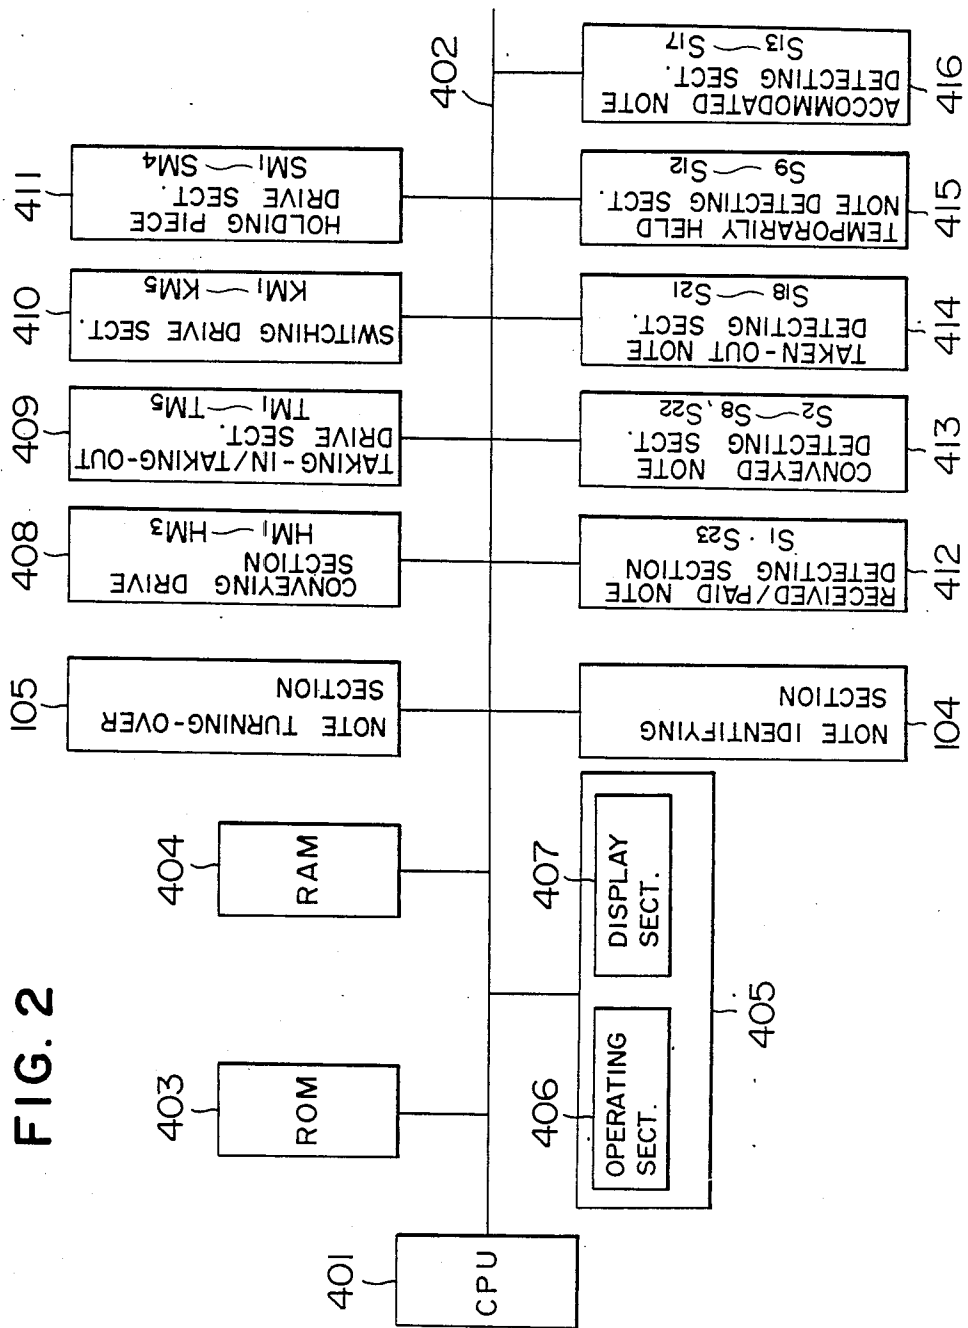 FIG. 2
401
CPU
402
403
ROM
404
RAM
405
406
OPERATING
SECT.
407
DISPLAY
SECT.
105
NOTE TURNING-OVER
SECTION
408
CONVEYING DRIVE
SECTION
HM1~HM3
409
TAKING-IN/TAKING-OUT
DRIVE SECT.
TM1~TM5
410
SWITCHING DRIVE SECT.
KM1~KM5
411
HOLDING PIECE
DRIVE SECT.
SM1~SM4
104
NOTE IDENTIFYING
SECTION
412
RECEIVED/PAID NOTE
DETECTING SECTION
S1・S23
413
CONVEYED NOTE
DETECTING SECT.
S2~S8, S22
414
TAKEN-OUT NOTE
DETECTING SECT.
S18~S21
415
TEMPORARILY HELD
NOTE DETECTING SECT.
S9~S12
416
ACCOMMODATED NOTE
DETECTING SECT.
S13~S17